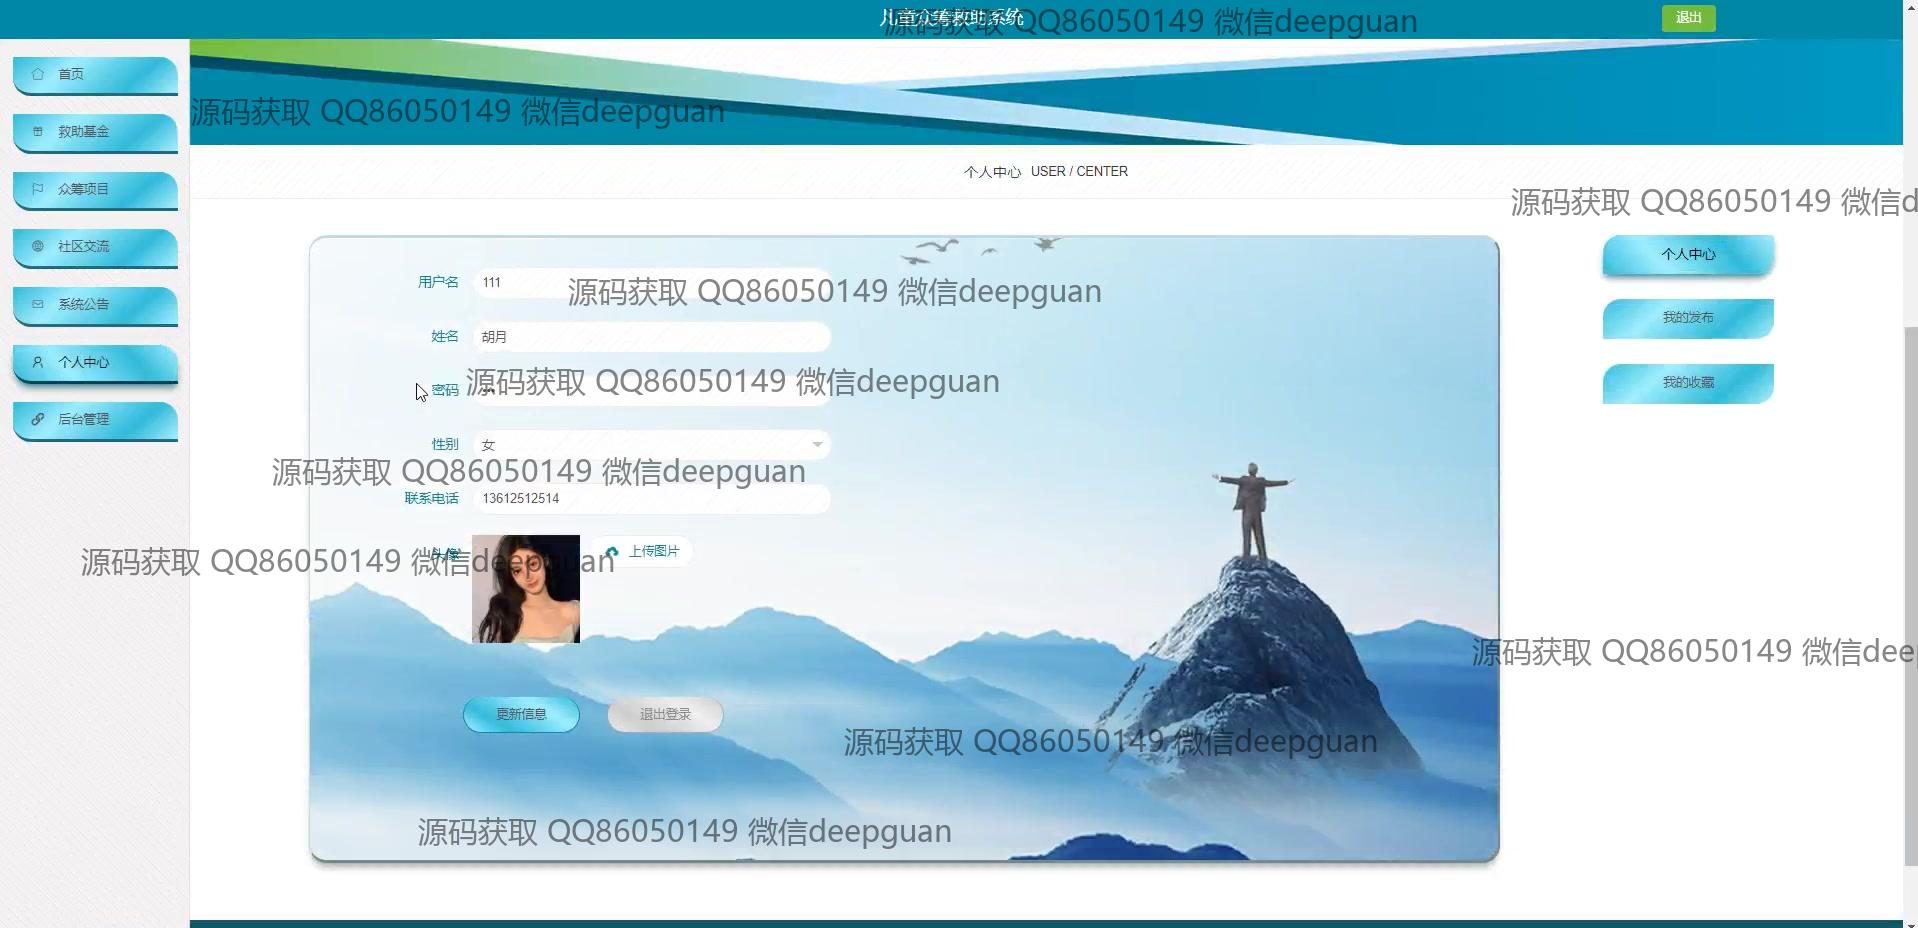 儿童众筹救助系统
退出
源码获取 QQ86050149 微信deepguan
首页
救助基金
众筹项目
社区交流
系统公告
个人中心
后台管理
源码获取 QQ86050149 微信deepguan
个人中心 USER / CENTER
源码获取 QQ86050149 微信d
用户名 111
源码获取 QQ86050149 微信deepguan
姓名 胡月
密码
源码获取 QQ86050149 微信deepguan
性别 女
源码获取 QQ86050149 微信deepguan
联系电话 13612512514
头像 上传图片
源码获取 QQ86050149 微信deepguan
更新信息 退出登录
源码获取 QQ86050149 微信deepguan
源码获取 QQ86050149 微信deepguan
个人中心
我的发布
我的收藏
源码获取 QQ86050149 微信dee